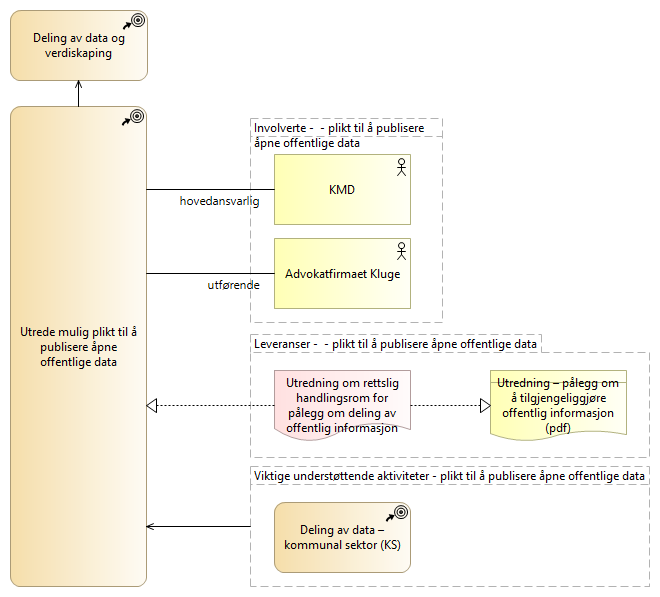 Deling av data og
verdiskaping
Utrede mulig plikt til å
publisere åpne
offentlige data
Involverte -  - plikt til å publisere
åpne offentlige data
KMD
hovedansvarlig
Advokatfirmaet Kluge
utførende
Leveranser -  - plikt til å publisere åpne offentlige data
Utredning om rettslig
handlingsrom for
pålegg om deling av
offentlig informasjon
Utredning – pålegg om
å tilgjengeliggjøre
offentlig informasjon
(pdf)
Viktige understøttende aktiviteter - plikt til å publisere åpne offentlige data
Deling av data –
kommunal sektor (KS)